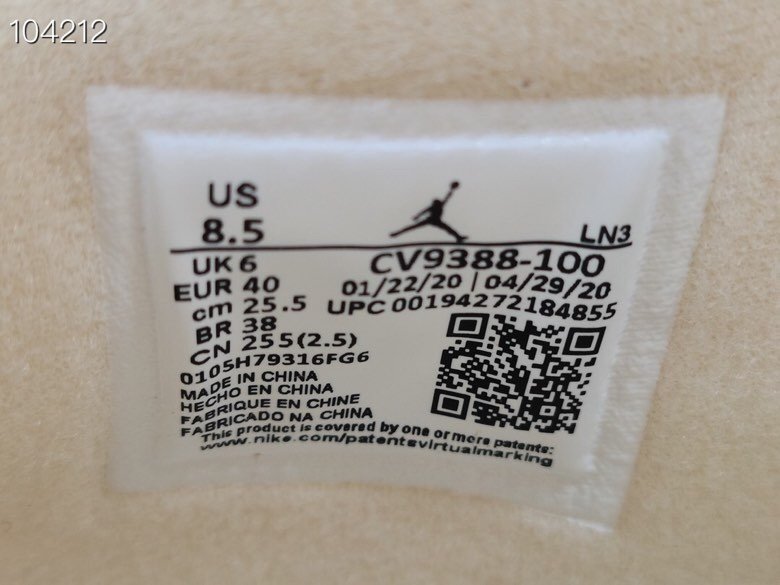 104212
US
8.5
LN3
UK 6
CV9388-100
EUR 40
01/22/20 | 04/29/20
cm 25.5
UPC 00194272184855
BR 38
CN 255(2.5)
0105H79316FG6
MADE IN CHINA
HECHO EN CHINA
FABRIQUE EN CHINE
FABRICADO NA CHINA
This product is covered by one or more patents:
www.nike.com/patentsvirtualmarking